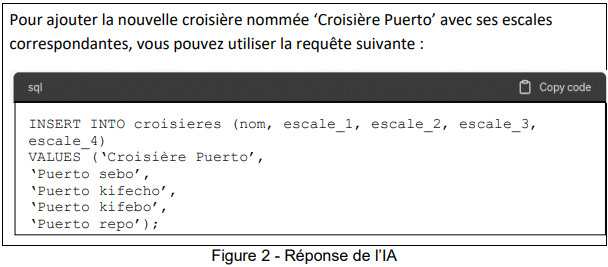 Pour ajouter la nouvelle croisière nommée ‘Croisière Puerto’ avec ses escales
correspondantes, vous pouvez utiliser la requête suivante :
sql Copy code
INSERT INTO croisieres (nom, escale_1, escale_2, escale_3,
escale_4)
VALUES (‘Croisière Puerto’,
‘Puerto sebo’,
‘Puerto kifecho’,
‘Puerto kifebo’,
‘Puerto repo’);
Figure 2 - Réponse de l’IA